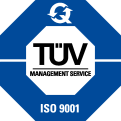 TÜV
MANAGEMENT SERVICE
ISO 9001